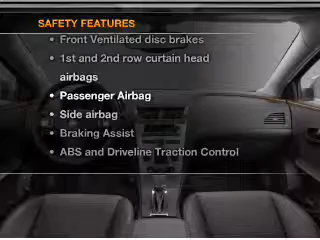 SAFETY FEATURES
• Front Ventilated disc brakes
• 1st and 2nd row curtain head
airbags
• Passenger Airbag
• Side airbag
• Braking Assist
• ABS and Driveline Traction Control